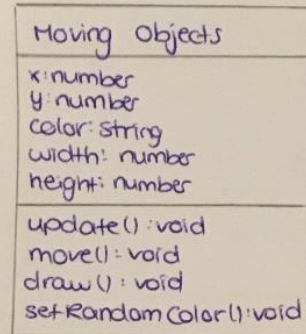 Moving Objects
x: number
y: number
color: string
width: number
height: number
update(): void
move(): void
draw(): void
setRandomColor(): void